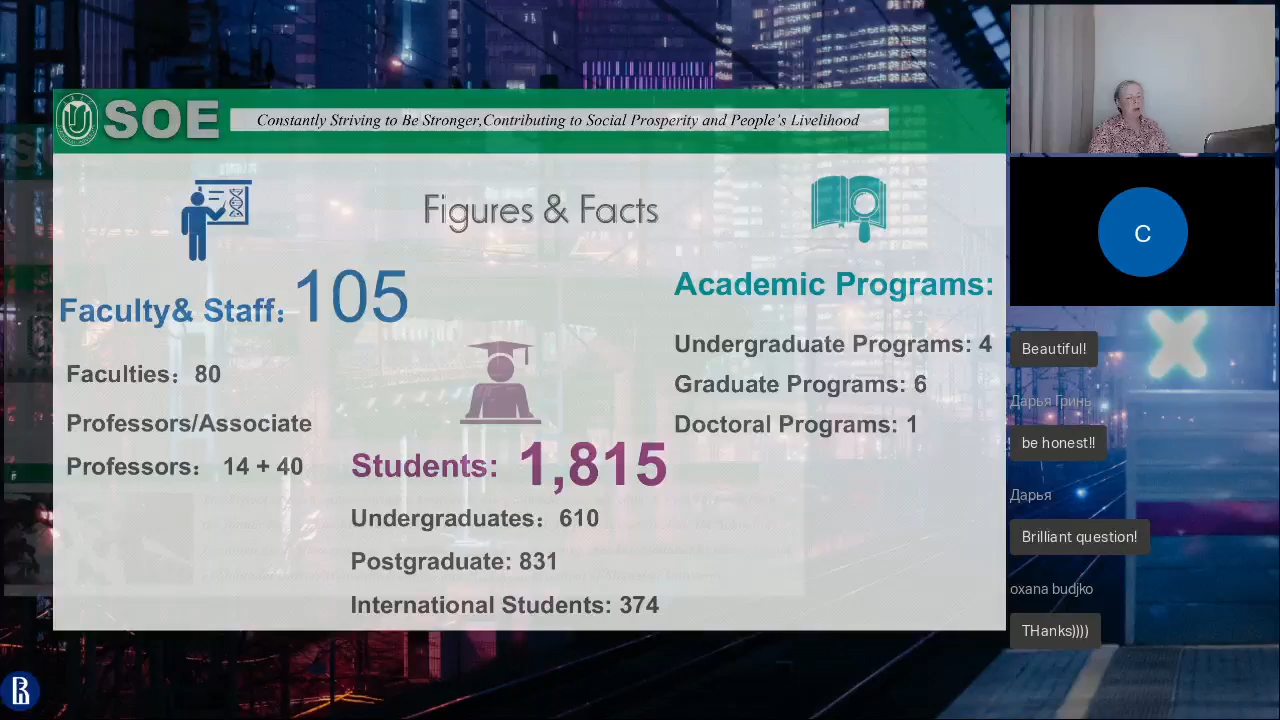 SOE
Constantly Striving to Be Stronger,Contributing to Social Prosperity and People's Livelihood
Figures & Facts
Faculty& Staff：105
Faculties：80
Professors/Associate
Professors： 14 + 40
Students: 1,815
Undergraduates：610
Postgraduate: 831
International Students: 374
Academic Programs:
Undergraduate Programs: 4
Graduate Programs: 6
Doctoral Programs: 1
C
Beautiful!
Дарья Гринь
be honest!!
Дарья
Brilliant question!
oxana budjko
THanks))))